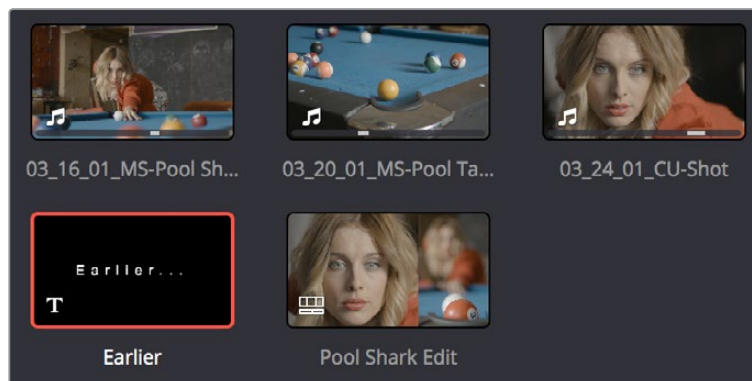 03_16_01_MS-Pool Sh...
03_20_01_MS-Pool Ta...
03_24_01_CU-Shot
Earlier...
T
Earlier
Pool Shark Edit